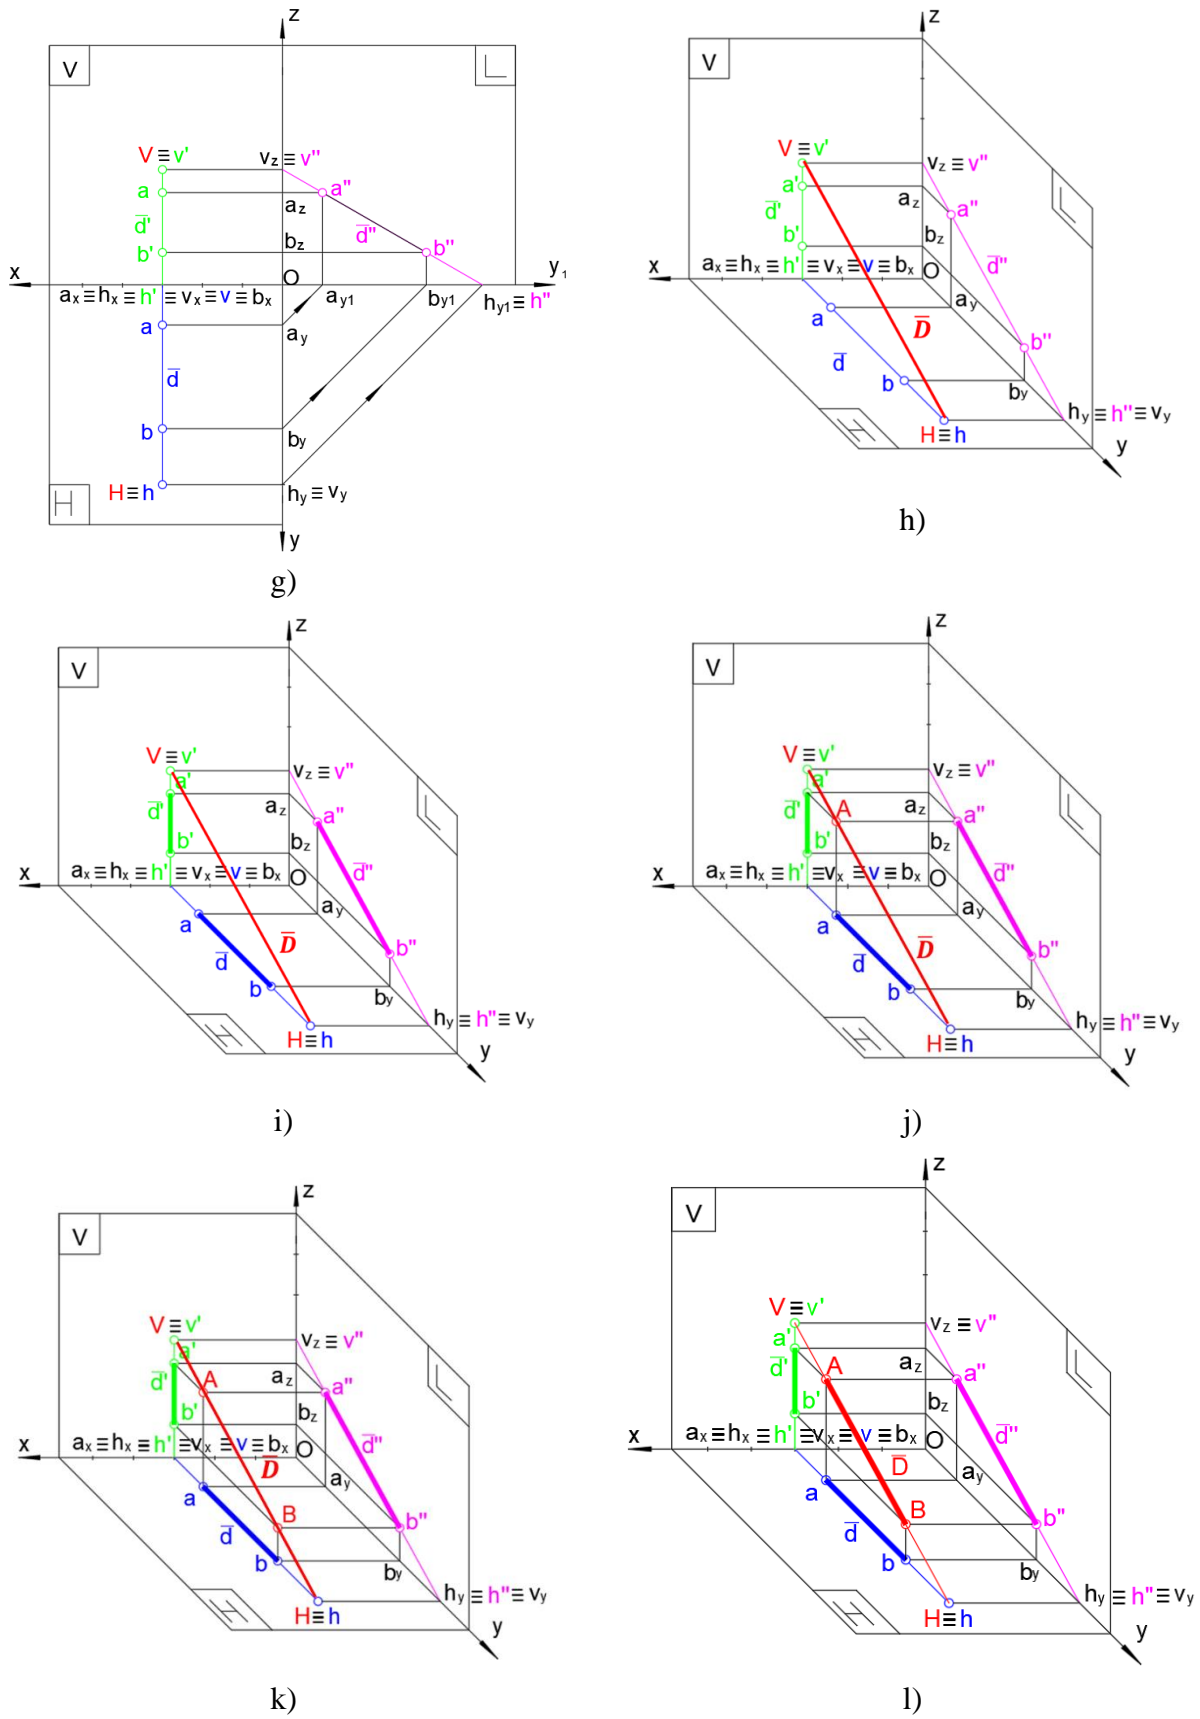 z
V L
V ≡ v' v_z ≡ v''
a a_z a''
d̅' d̅''
b' b_z b''
x O y₁
a_x ≡ h_x ≡ h' ≡ v_x ≡ v ≡ b_x a_y1 b_y1 h_y1 ≡ h''
a a_y
d̅
b b_y
H H ≡ h h_y ≡ v_y
y
g)
z
V
L
V ≡ v' v_z ≡ v''
a' a_z a''
d̅'
b' b_z d̅''
x a_x ≡ h_x ≡ h' ≡ v_x ≡ v ≡ b_x O
a a_y
D̅
d̅ b''
b b_y
H H ≡ h h_y ≡ h'' ≡ v_y
y
h)
z
V
L
V ≡ v' v_z ≡ v''
a' a_z a''
d̅'
b' b_z d̅''
x a_x ≡ h_x ≡ h' ≡ v_x ≡ v ≡ b_x O
a a_y
D̅
d̅ b''
b b_y
H H ≡ h h_y ≡ h'' ≡ v_y
y
i)
z
V
L
V ≡ v' v_z ≡ v''
a' a_z a''
d̅' A
b' b_z d̅''
x a_x ≡ h_x ≡ h' ≡ v_x ≡ v ≡ b_x O
a a_y
D̅
d̅ b''
b b_y
H H ≡ h h_y ≡ h'' ≡ v_y
y
j)
z
V
L
V ≡ v' v_z ≡ v''
a' a_z a''
d̅' A
b' b_z d̅''
x a_x ≡ h_x ≡ h' ≡ v_x ≡ v ≡ b_x O
D̅
a a_y
B b''
d̅
b b_y
H H ≡ h h_y ≡ h'' ≡ v_y
y
k)
z
V
L
V ≡ v' v_z ≡ v''
a' a_z a''
d̅' A
b' b_z d̅''
x a_x ≡ h_x ≡ h' ≡ v_x ≡ v ≡ b_x O
D̅
a a_y
B b''
d̅
b b_y
H H ≡ h h_y ≡ h'' ≡ v_y
y
l)